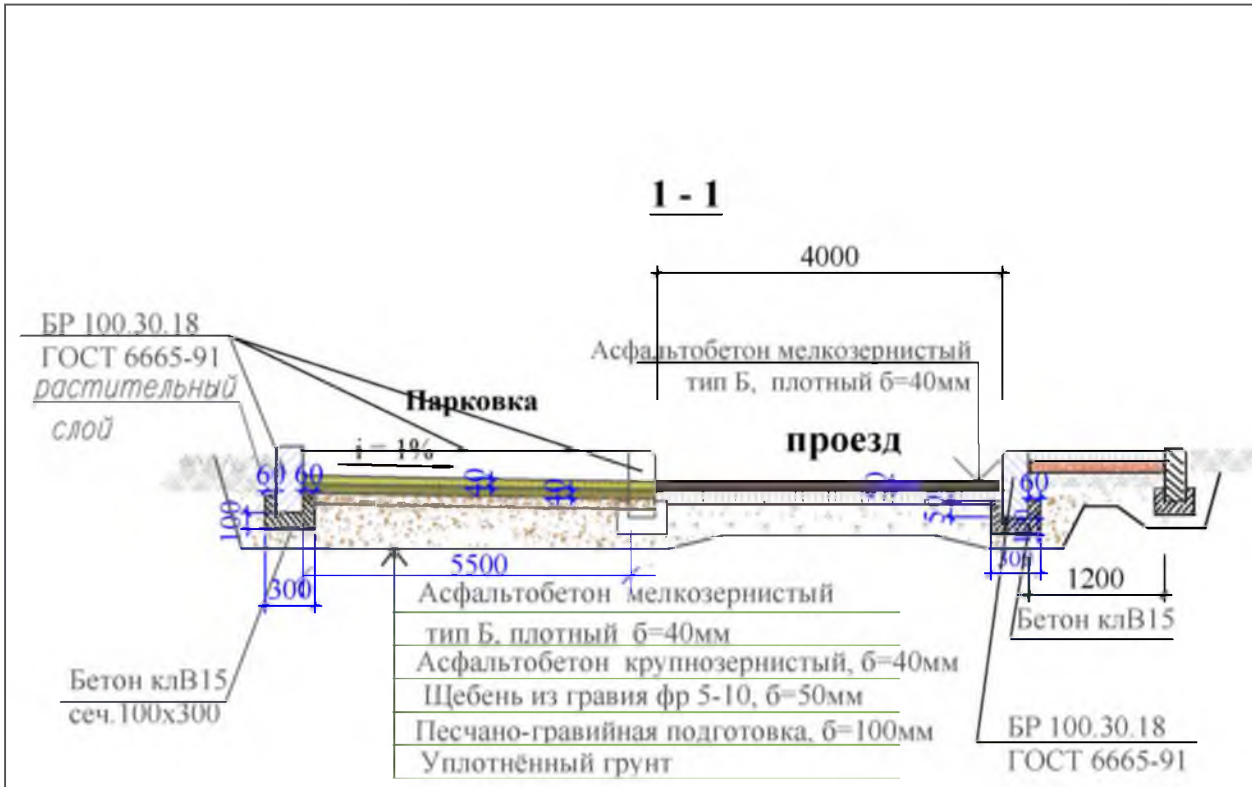 1 - 1
4000
БР 100.30.18
ГОСТ 6665-91
растительный
слой
Асфальтобетон мелкозернистый
тип Б, плотный б=40мм
Парковка
проезд
i = 1%
60 60
40
40
60
100
50
300
5500
300
1200
Асфальтобетон мелкозернистый
тип Б, плотный б=40мм
Асфальтобетон крупнозернистый, б=40мм
Щебень из гравия фр 5-10, б=50мм
Песчано-гравийная подготовка, б=100мм
Уплотнённый грунт
Бетон клВ15
сеч.100х300
Бетон клВ15
БР 100.30.18
ГОСТ 6665-91